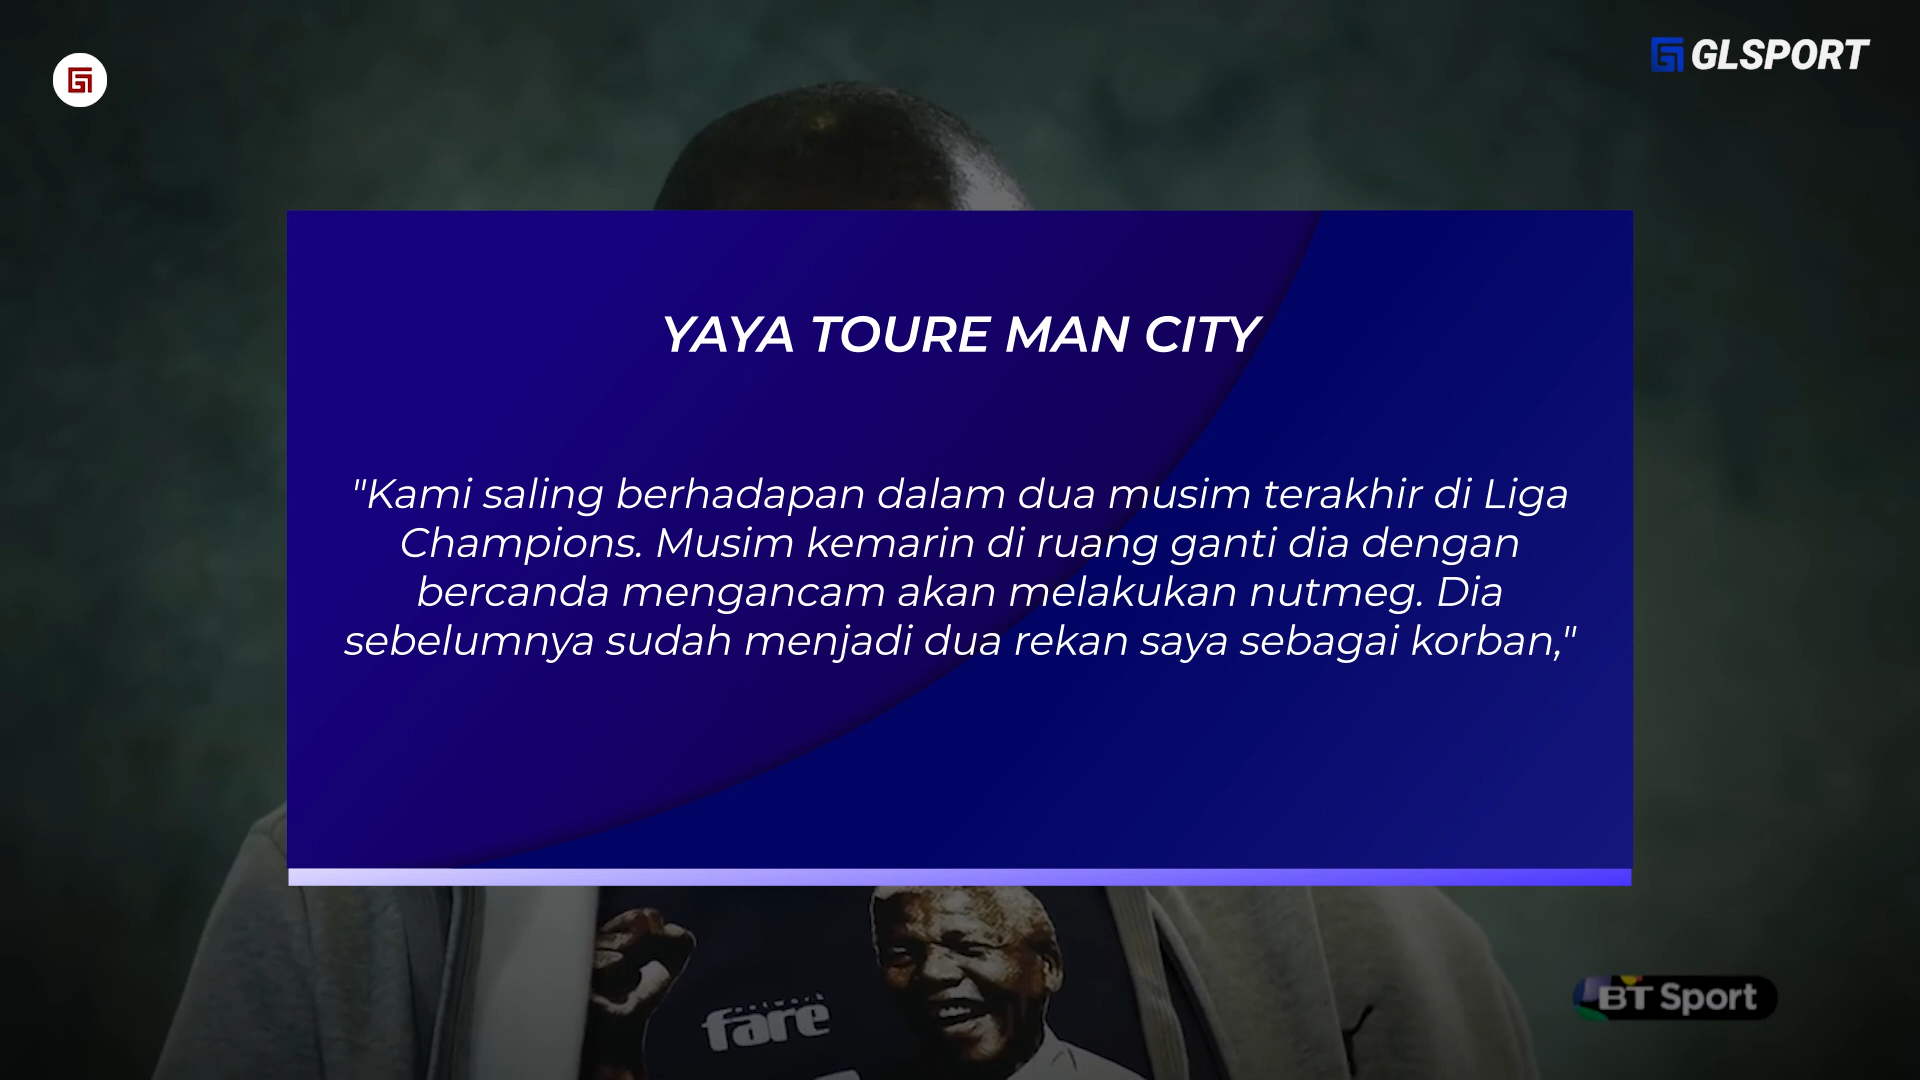 GLSPORT
YAYA TOURE MAN CITY
"Kami saling berhadapan dalam dua musim terakhir di Liga
Champions. Musim kemarin di ruang ganti dia dengan
bercanda mengancam akan melakukan nutmeg. Dia
sebelumnya sudah menjadi dua rekan saya sebagai korban,"
network
fare
BT Sport